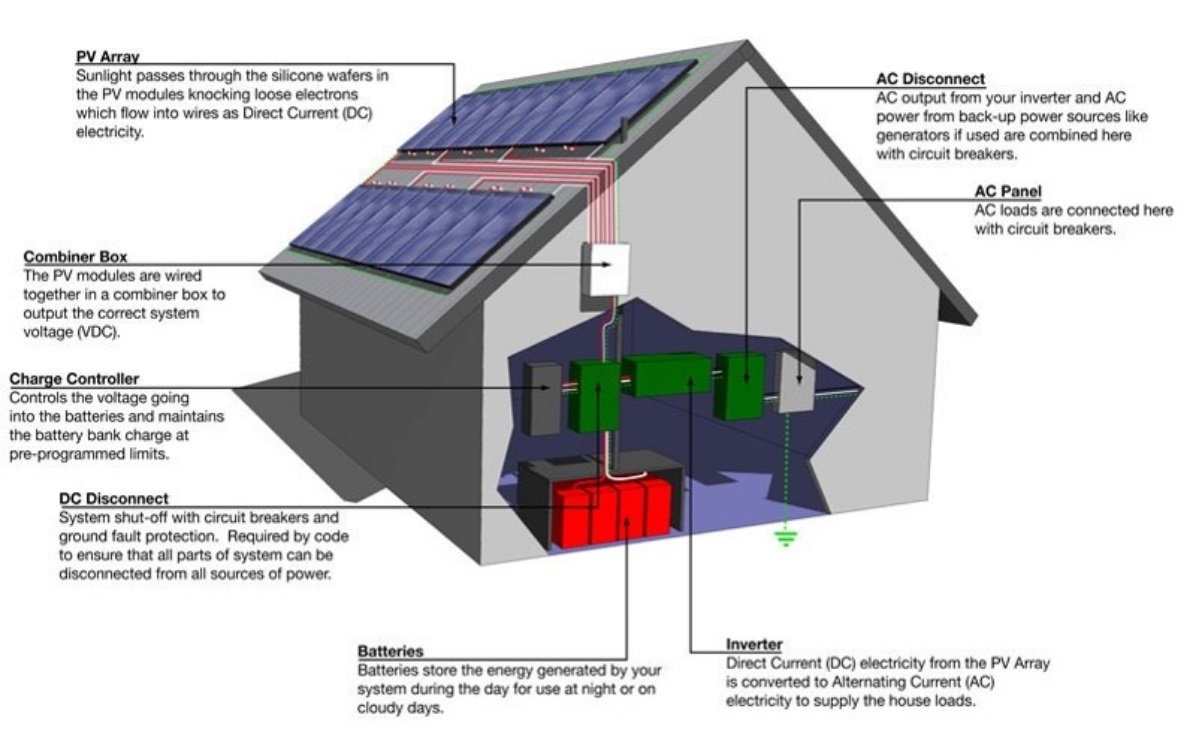 PV Array
Sunlight passes through the silicone wafers in
the PV modules knocking loose electrons
which flow into wires as Direct Current (DC)
electricity.
AC Disconnect
AC output from your inverter and AC
power from back-up power sources like
generators if used are combined here
with circuit breakers.
AC Panel
AC loads are connected here
with circuit breakers.
Combiner Box
The PV modules are wired
together in a combiner box to
output the correct system
voltage (VDC).
Charge Controller
Controls the voltage going
into the batteries and maintains
the battery bank charge at
pre-programmed limits.
DC Disconnect
System shut-off with circuit breakers and
ground fault protection.  Required by code
to ensure that all parts of system can be
disconnected from all sources of power.
Batteries
Batteries store the energy generated by your
system during the day for use at night or on
cloudy days.
Inverter
Direct Current (DC) electricity from the PV Array
is converted to Alternating Current (AC)
electricity to supply the house loads.